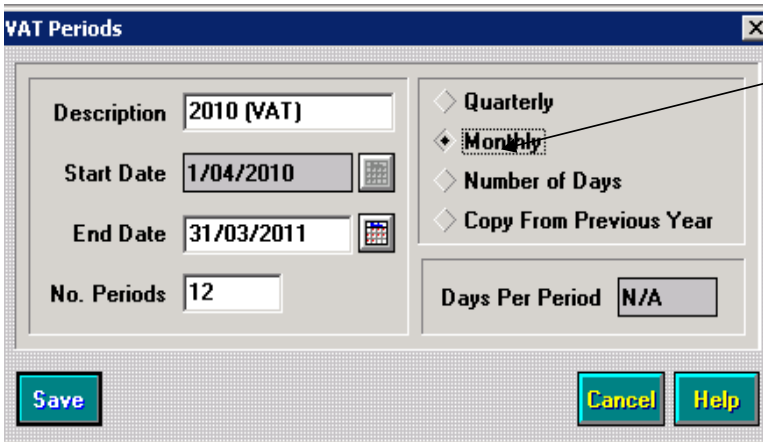 VAT Periods
Description 2010 (VAT)
Start Date 1/04/2010
End Date 31/03/2011
No. Periods 12
Quarterly
Monthly
Number of Days
Copy From Previous Year
Days Per Period N/A
Save
Cancel
Help